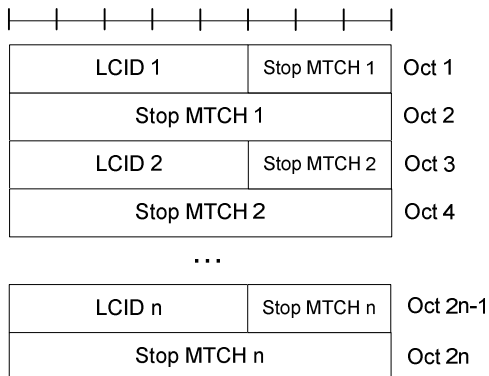 LCID 1 Stop MTCH 1 Oct 1
Stop MTCH 1 Oct 2
LCID 2 Stop MTCH 2 Oct 3
Stop MTCH 2 Oct 4
...
LCID n Stop MTCH n Oct 2n-1
Stop MTCH n Oct 2n